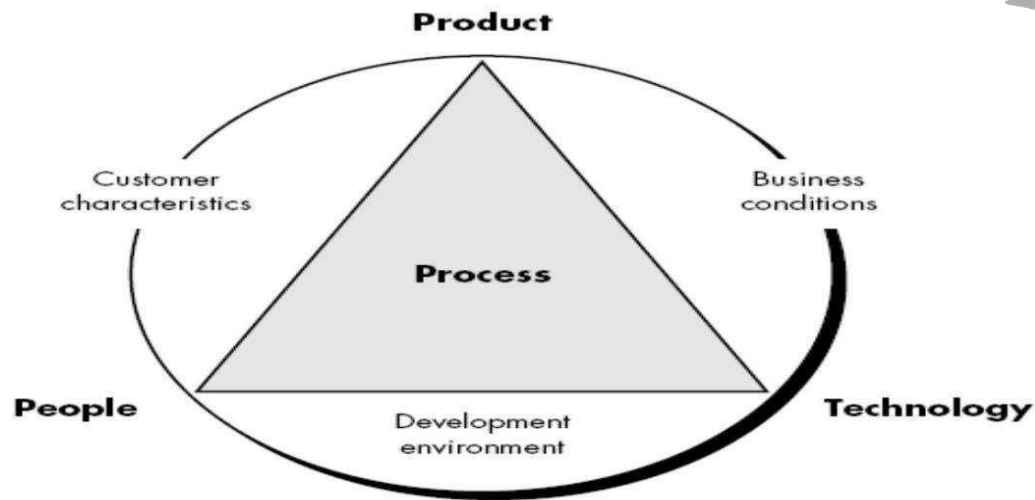 Product
Customer
characteristics
Business
conditions
Process
People
Technology
Development
environment